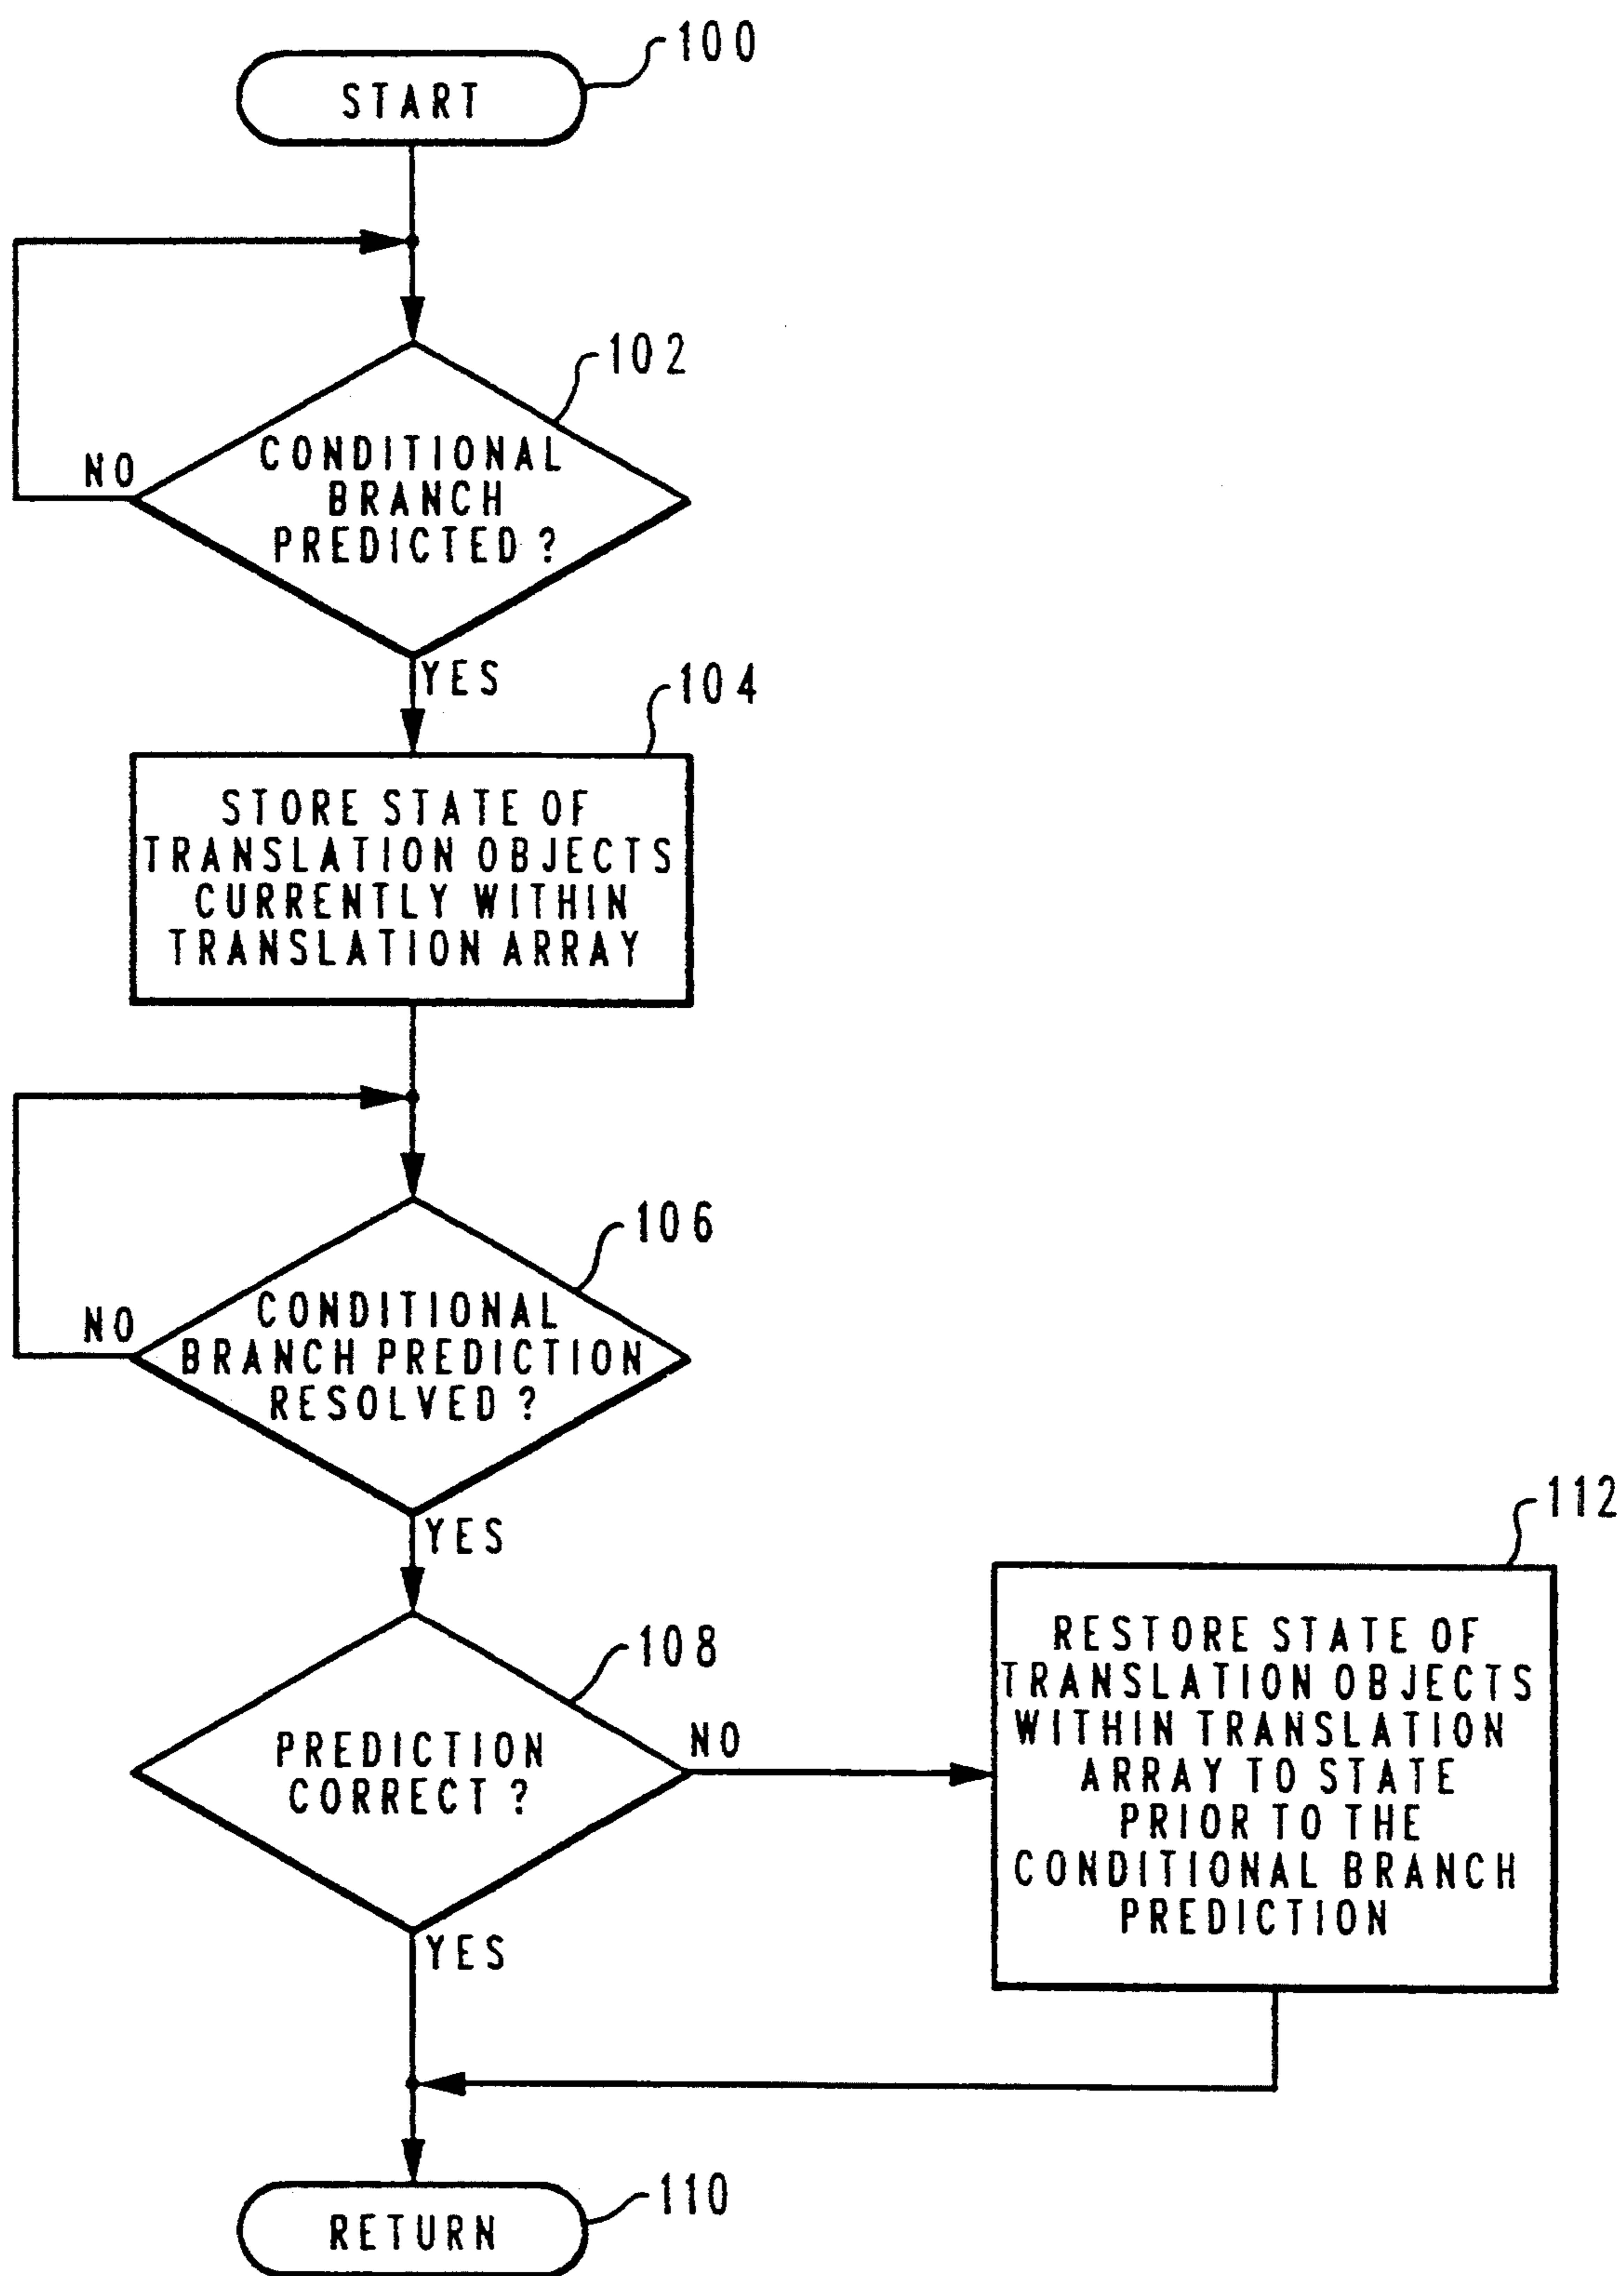 100
START
102
CONDITIONAL
BRANCH
PREDICTED ?
NO
YES
104
STORE STATE OF
TRANSLATION OBJECTS
CURRENTLY WITHIN
TRANSLATION ARRAY
106
CONDITIONAL
BRANCH PREDICTION
RESOLVED ?
NO
YES
108
PREDICTION
CORRECT ?
NO
YES
112
RESTORE STATE OF
TRANSLATION OBJECTS
WITHIN TRANSLATION
ARRAY TO STATE
PRIOR TO THE
CONDITIONAL BRANCH
PREDICTION
110
RETURN